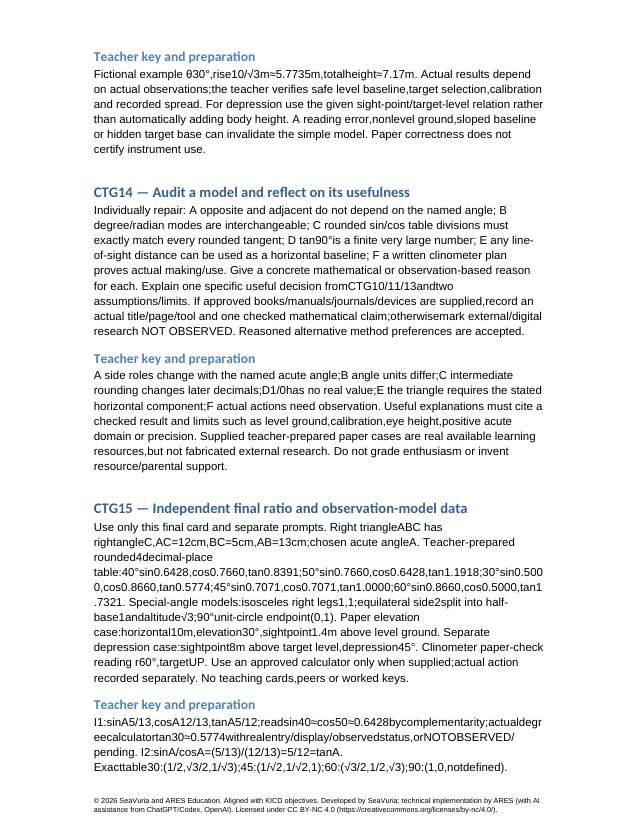 Teacher key and preparation
Fictional example θ30°,rise10/√3m≈5.7735m,totalheight≈7.17m. Actual results depend
on actual observations;the teacher verifies safe level baseline,target selection,calibration
and recorded spread. For depression use the given sight-point/target-level relation rather
than automatically adding body height. A reading error,nonlevel ground,sloped baseline
or hidden target base can invalidate the simple model. Paper correctness does not
certify instrument use.
CTG14 — Audit a model and reflect on its usefulness
Individually repair: A opposite and adjacent do not depend on the named angle; B
degree/radian modes are interchangeable; C rounded sin/cos table divisions must
exactly match every rounded tangent; D tan90°is a finite very large number; E any line-
of-sight distance can be used as a horizontal baseline; F a written clinometer plan
proves actual making/use. Give a concrete mathematical or observation-based reason
for each. Explain one specific useful decision fromCTG10/11/13andtwo
assumptions/limits. If approved books/manuals/journals/devices are supplied,record an
actual title/page/tool and one checked mathematical claim;otherwisemark external/digital
research NOT OBSERVED. Reasoned alternative method preferences are accepted.
Teacher key and preparation
A side roles change with the named acute angle;B angle units differ;C intermediate
rounding changes later decimals;D1/0has no real value;E the triangle requires the stated
horizontal component;F actual actions need observation. Useful explanations must cite a
checked result and limits such as level ground,calibration,eye height,positive acute
domain or precision. Supplied teacher-prepared paper cases are real available learning
resources,but not fabricated external research. Do not grade enthusiasm or invent
resource/parental support.
CTG15 — Independent final ratio and observation-model data
Use only this final card and separate prompts. Right triangleABC has
rightangleC,AC=12cm,BC=5cm,AB=13cm;chosen acute angleA. Teacher-prepared
rounded4decimal-place
table:40°sin0.6428,cos0.7660,tan0.8391;50°sin0.7660,cos0.6428,tan1.1918;30°sin0.500
0,cos0.8660,tan0.5774;45°sin0.7071,cos0.7071,tan1.0000;60°sin0.8660,cos0.5000,tan1
.7321. Special-angle models:isosceles right legs1,1;equilateral side2split into half-
base1andaltitude√3;90°unit-circle endpoint(0,1). Paper elevation
case:horizontal10m,elevation30°,sightpoint1.4m above level ground. Separate
depression case:sightpoint8m above target level,depression45°. Clinometer paper-check
reading r60°,targetUP. Use an approved calculator only when supplied;actual action
recorded separately. No teaching cards,peers or worked keys.
Teacher key and preparation
I1:sinA5/13,cosA12/13,tanA5/12;readsin40≈cos50≈0.6428bycomplementarity;actualdegr
eecalculatortan30≈0.5774withrealentry/display/observedstatus,orNOTOBSERVED/
pending. I2:sinA/cosA=(5/13)/(12/13)=5/12=tanA.
Exacttable30:(1/2,√3/2,1/√3);45:(1/√2,1/√2,1);60:(√3/2,1/2,√3);90:(1,0,notdefined).
© 2026 SeaVuria and ARES Education. Aligned with KICD objectives. Developed by SeaVuria; technical implementation by ARES (with AI
assistance from ChatGPT/Codex, OpenAI). Licensed under CC BY-NC 4.0 (https://creativecommons.org/licenses/by-nc/4.0/).